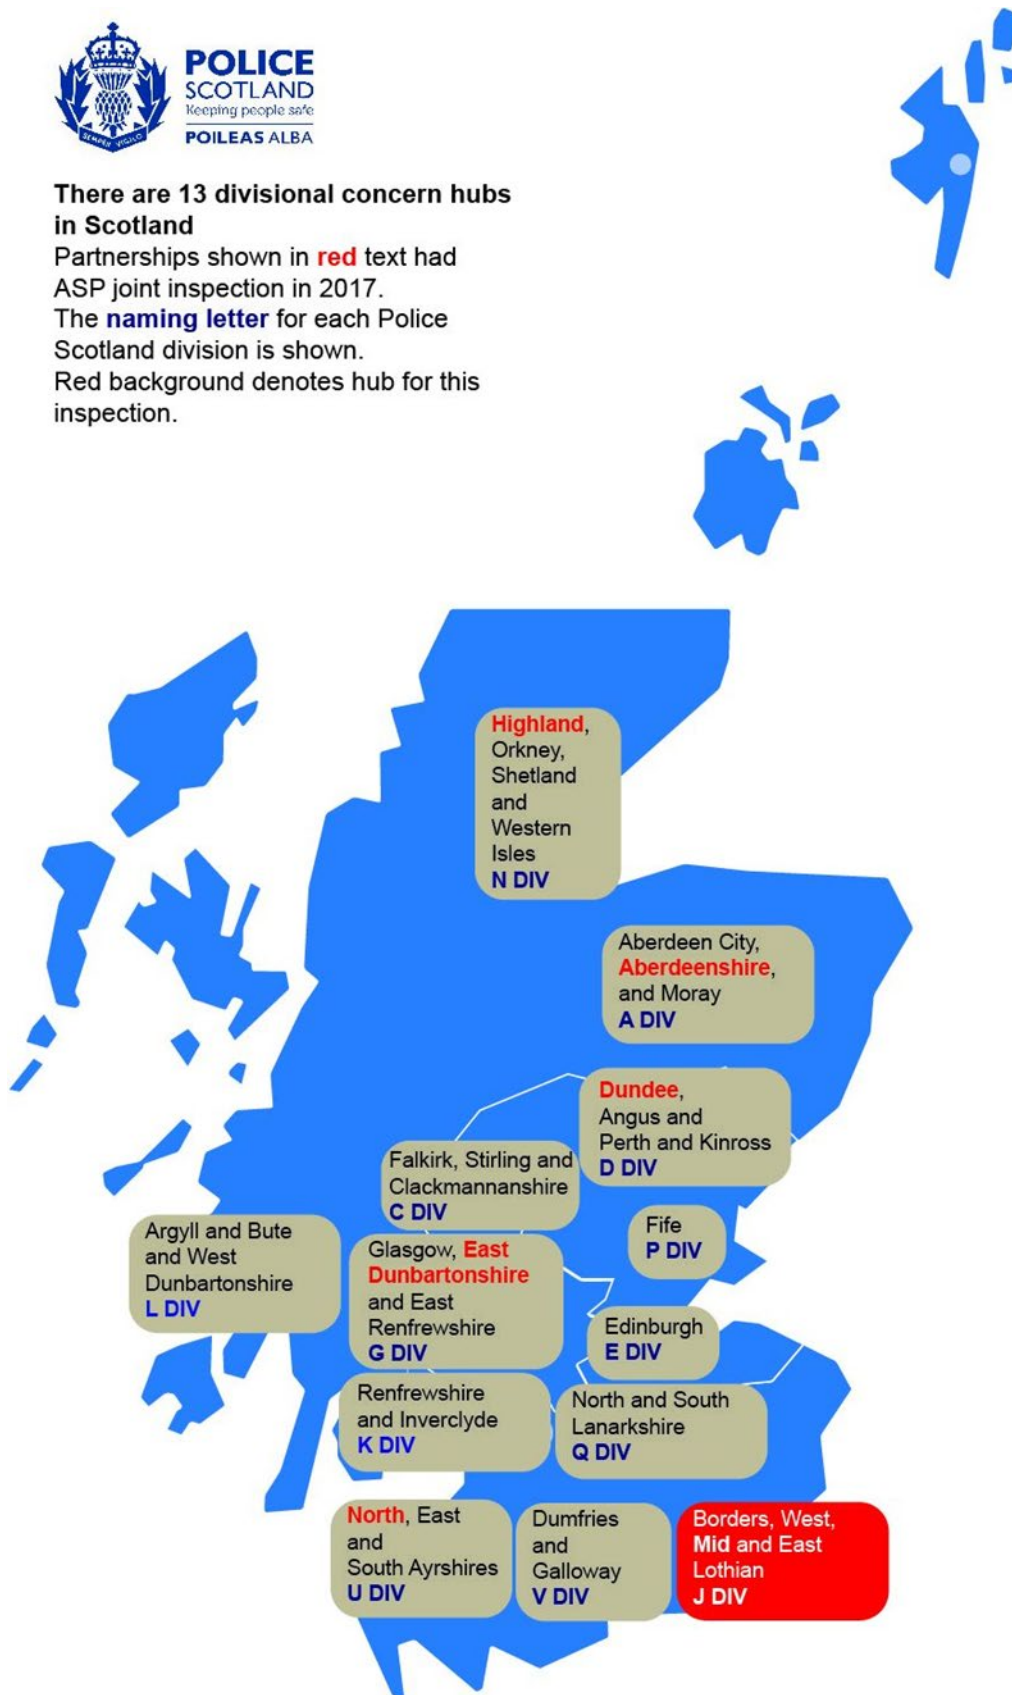 POLICE
SCOTLAND
Keeping people safe
POILEAS ALBA
SEMPER VIGILO
There are 13 divisional concern hubs
in Scotland
Partnerships shown in red text had
ASP joint inspection in 2017.
The naming letter for each Police
Scotland division is shown.
Red background denotes hub for this
inspection.
Highland,
Orkney,
Shetland
and
Western
Isles
N DIV
Aberdeen City,
Aberdeenshire,
and Moray
A DIV
Dundee,
Angus and
Perth and Kinross
D DIV
Falkirk, Stirling and
Clackmannanshire
C DIV
Fife
P DIV
Argyll and Bute
and West
Dunbartonshire
L DIV
Glasgow, East
Dunbartonshire
and East
Renfrewshire
G DIV
Edinburgh
E DIV
Renfrewshire
and Inverclyde
K DIV
North and South
Lanarkshire
Q DIV
North, East
and
South Ayrshires
U DIV
Dumfries
and
Galloway
V DIV
Borders, West,
Mid and East
Lothian
J DIV